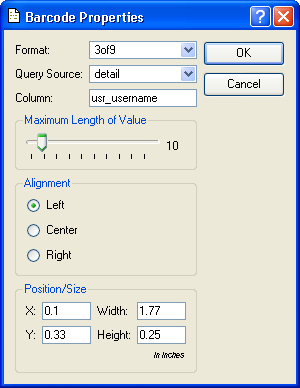 Barcode Properties ?
Format: 3of9 OK
Query Source: detail Cancel
Column: usr_username
Maximum Length of Value
10
Alignment
Left
Center
Right
Position/Size
X: 0.1 Width: 1.77
Y: 0.33 Height: 0.25
in Inches